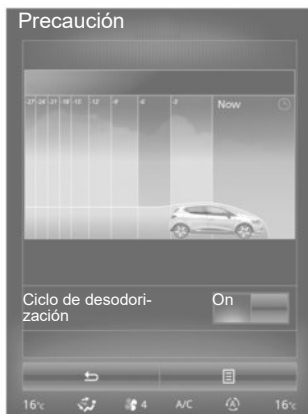 Precaución
-27 -24 -21 -18 -15 -12 -9 -6 -3 Now
Ciclo de desodori-
zación
On
16°c 4 A/C 16°c